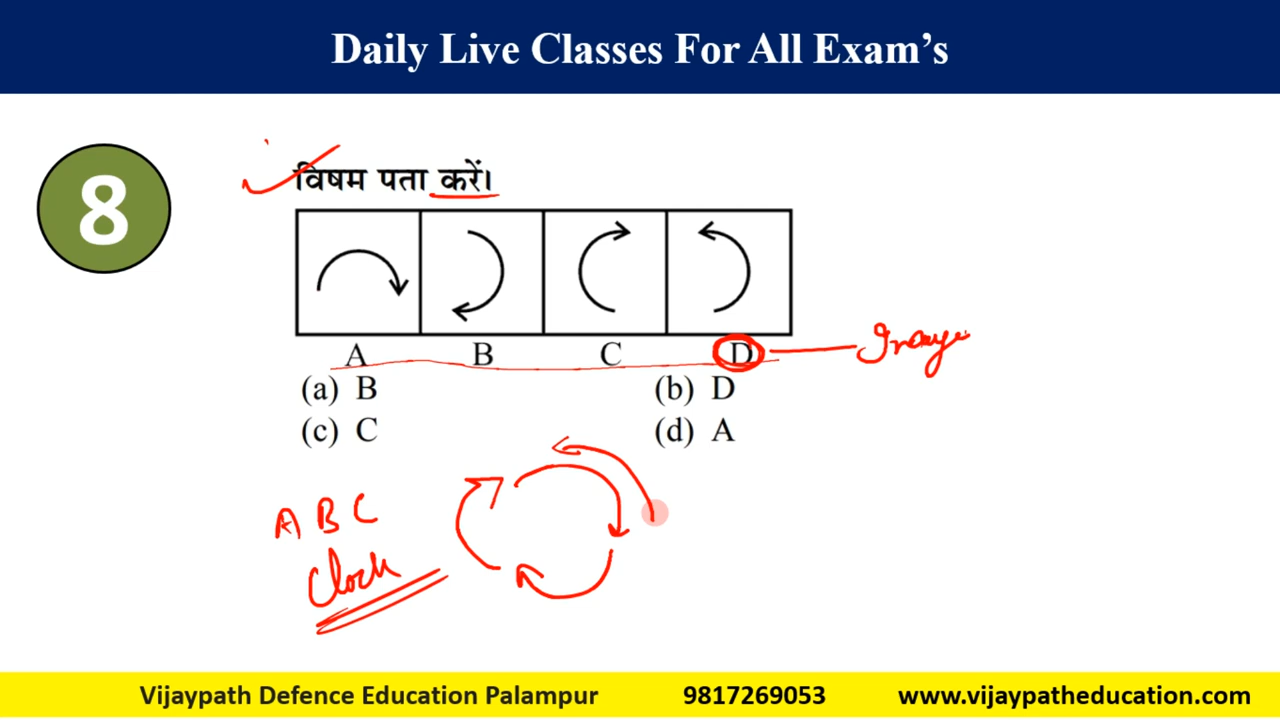 Daily Live Classes For All Exam's
8
विषम पता करें।
A B C D
(a) B (b) D
(c) C (d) A
A B C
Clock
Vijaypath Defence Education Palampur 9817269053 www.vijaypatheducation.com